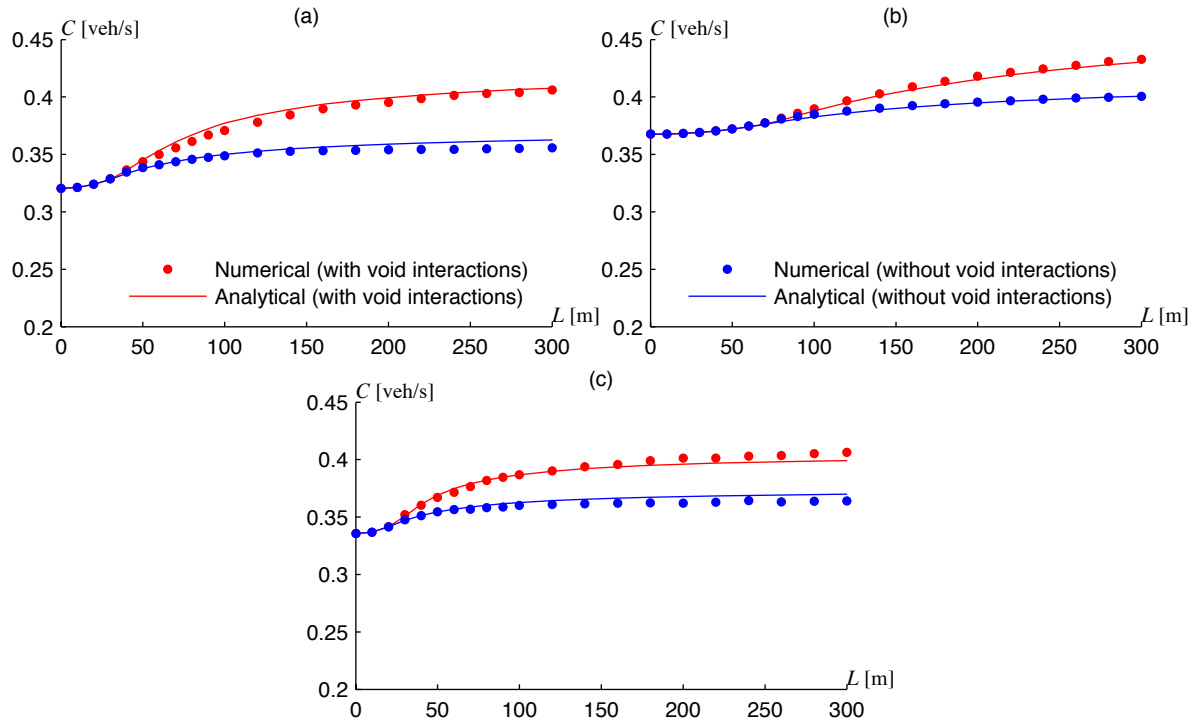 (a)
C [veh/s]
0.45
0.4
0.35
0.3
0.25
0.2
Numerical (with void interactions)
Analytical (with void interactions)
L [m]
0 50 100 150 200 250 300
(b)
C [veh/s]
0.45
0.4
0.35
0.3
0.25
0.2
Numerical (without void interactions)
Analytical (without void interactions)
L [m]
0 50 100 150 200 250 300
(c)
C [veh/s]
0.45
0.4
0.35
0.3
0.25
0.2
L [m]
0 50 100 150 200 250 300